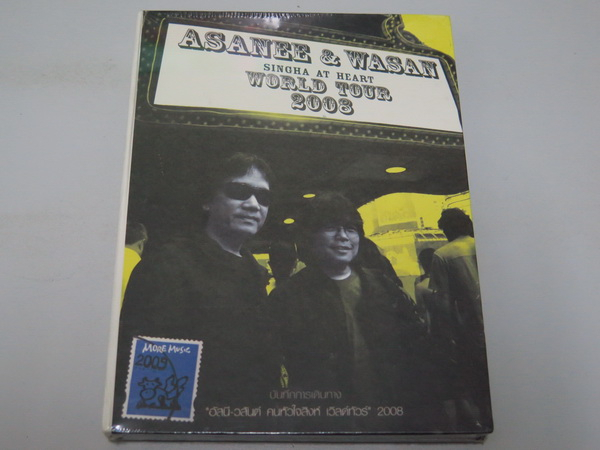 ASANEE & WASAN
SINGHA AT HEART
WORLD TOUR
2008
MORE MUSIC
2009
บันทึกการเดินทาง
"อัสนี-วสันต์ คนหัวใจสิงห์ เวิลด์ทัวร์" 2008